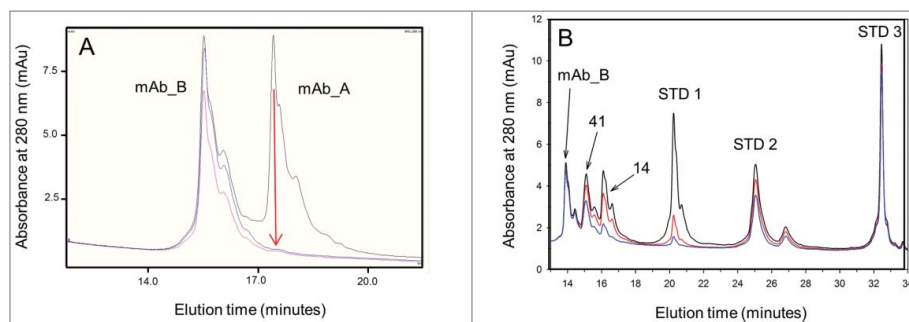 A
mAb_B
mAb_A
Absorbance at 280 nm (mAu)
7.5
5.0
2.5
14.0
17.0
20.0
Elution time (minutes)
B
STD 3
mAb_B
41
STD 1
STD 2
14
Absorbance at 280 nm (mAu)
12
10
8
6
4
2
0
14 16 18 20 22 24 26 28 30 32 34
Elution time (minutes)